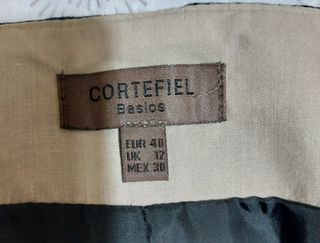 CORTEFIEL
Basics
EUR 40
UK 12
MEX 30